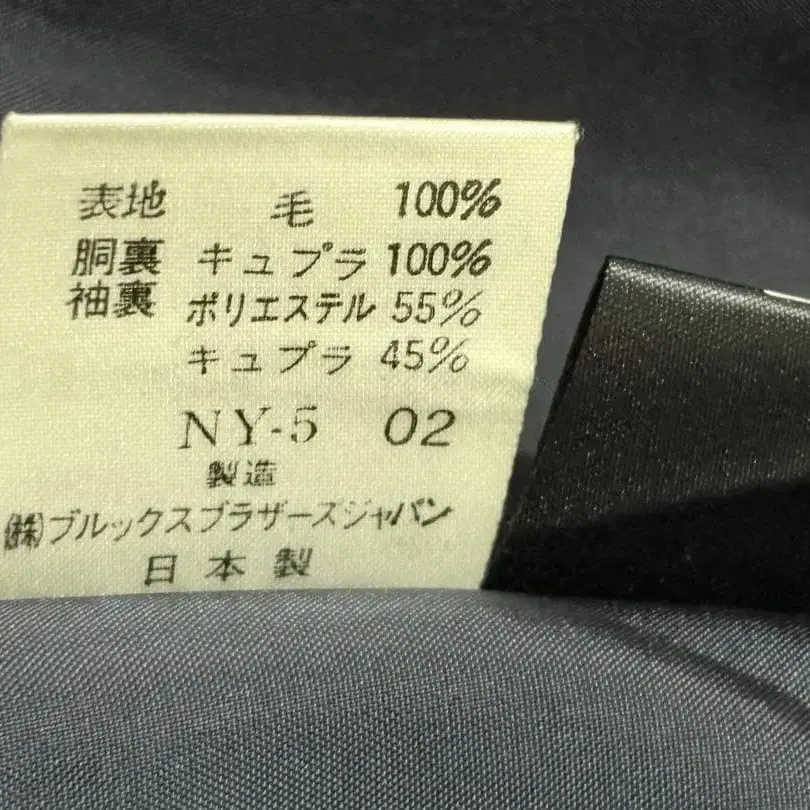 表地 毛 100%
胴裏 キュプラ 100%
袖裏 ポリエステル 55%
キュプラ 45%
NY-5 02
製造
㈱ブルックスブラザーズジャパン
日本製